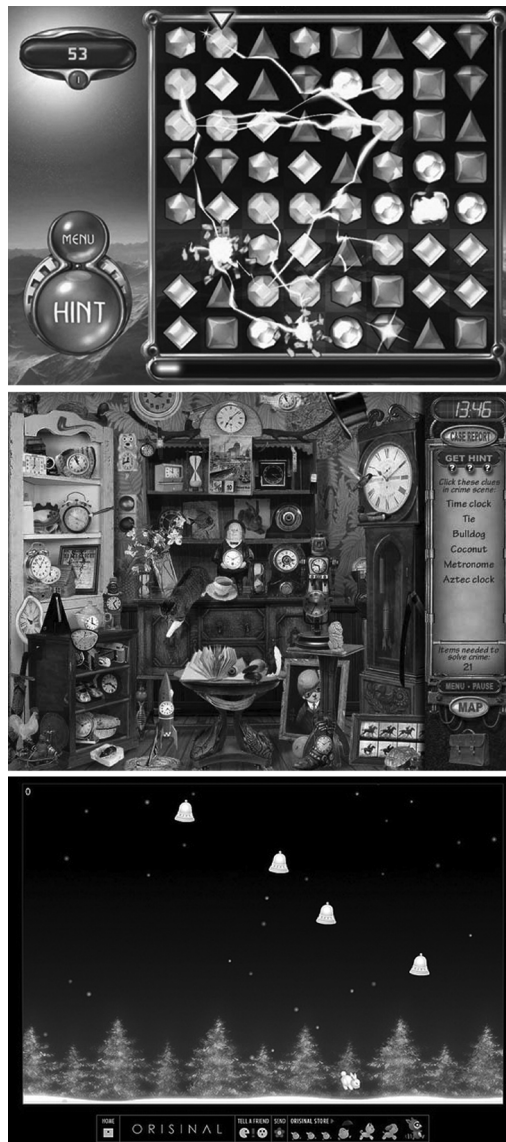 53
MENU
HINT
13:46
CASE REPORT
GET HINT
? ? ?
Click these clues
in crime scene:
Time clock
Tie
Bulldog
Coconut
Metronome
Aztec clock
Items needed to
solve crime:
21
MENU • PAUSE
MAP
0
HOME
ORISINAL
TELL A FRIEND
SEND
ORISINAL STORE